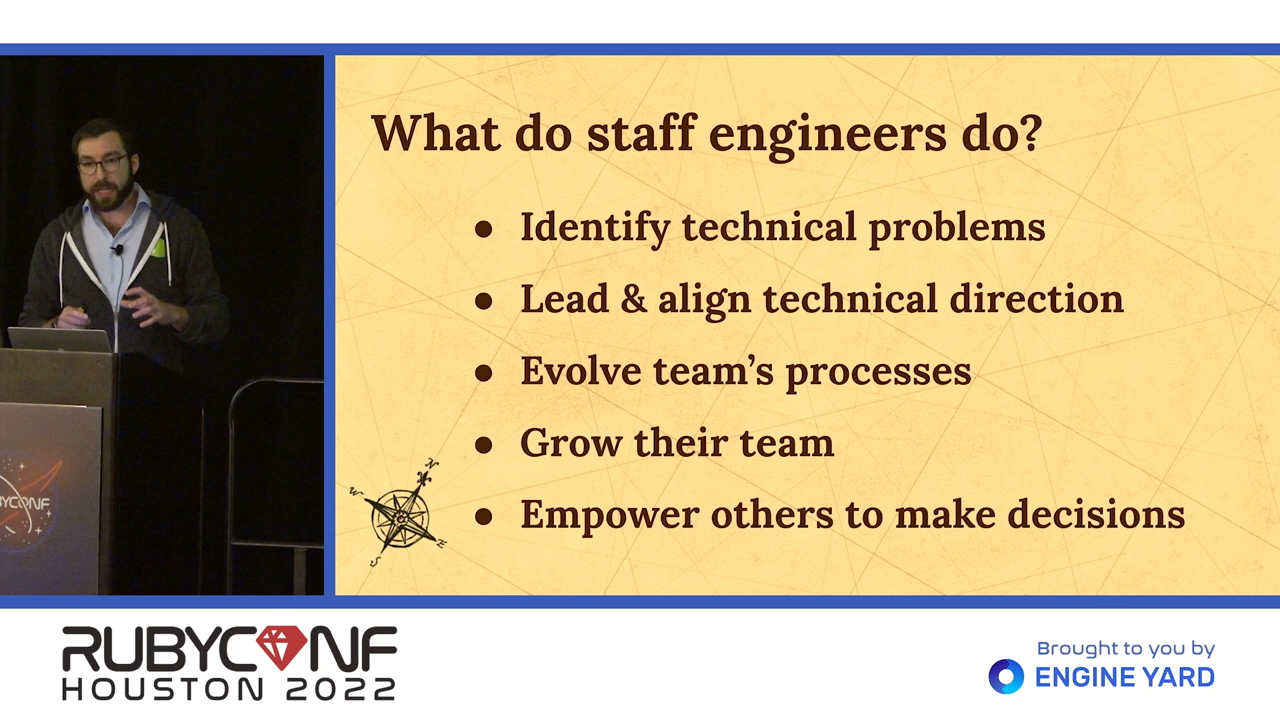 What do staff engineers do?
● Identify technical problems
● Lead & align technical direction
● Evolve team’s processes
● Grow their team
● Empower others to make decisions
N
W
E
S
RUBYCONF
HOUSTON 2022
Brought to you by
ENGINE YARD